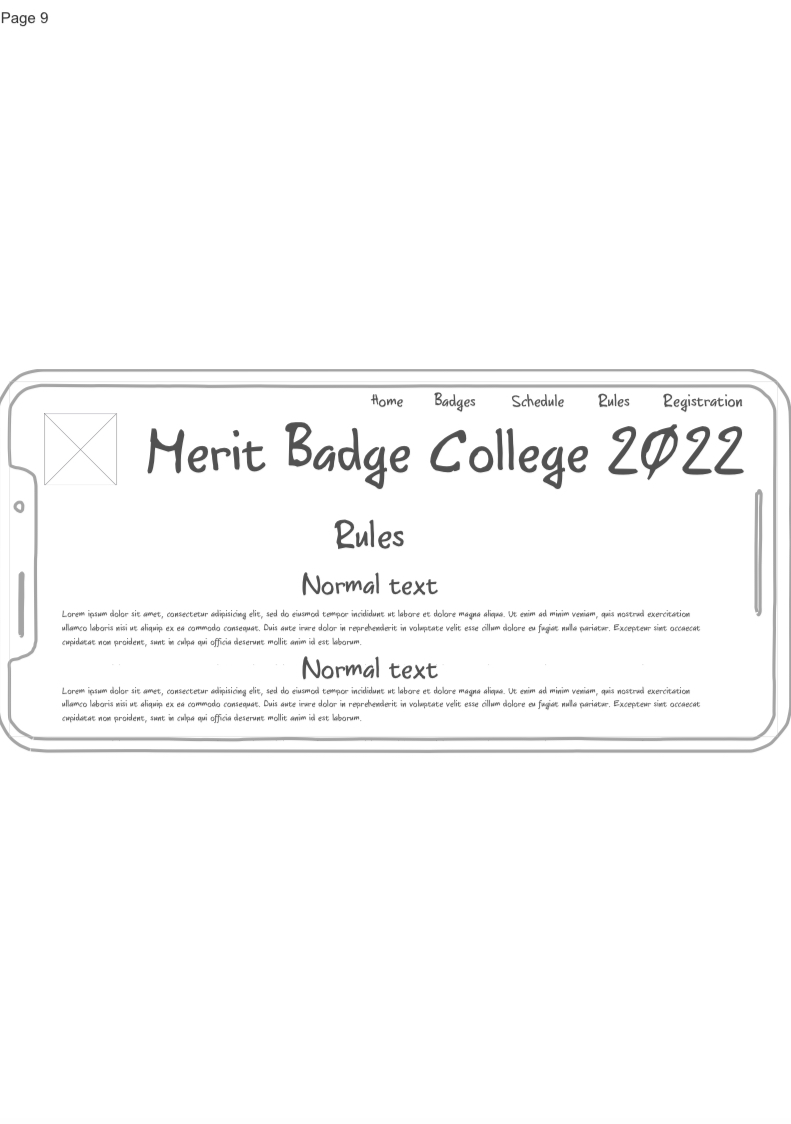 Page 9
Home Badges Schedule Rules Registration
Merit Badge College 2022
Rules
Normal text
Lorem ipsum dolor sit amet, consectetur adipisicing elit, sed do eiusmod tempor incididunt ut labore et dolore magna aliqua. Ut enim ad minim veniam, quis nostrud exercitation
ullamco laboris nisi ut aliquip ex ea commodo consequat. Duis aute irure dolor in reprehenderit in voluptate velit esse cillum dolore eu fugiat nulla pariatur. Excepteur sint occaecat
cupidatat non proident, sunt in culpa qui officia deserunt mollit anim id est laborum.
Normal text
Lorem ipsum dolor sit amet, consectetur adipisicing elit, sed do eiusmod tempor incididunt ut labore et dolore magna aliqua. Ut enim ad minim veniam, quis nostrud exercitation
ullamco laboris nisi ut aliquip ex ea commodo consequat. Duis aute irure dolor in reprehenderit in voluptate velit esse cillum dolore eu fugiat nulla pariatur. Excepteur sint occaecat
cupidatat non proident, sunt in culpa qui officia deserunt mollit anim id est laborum.